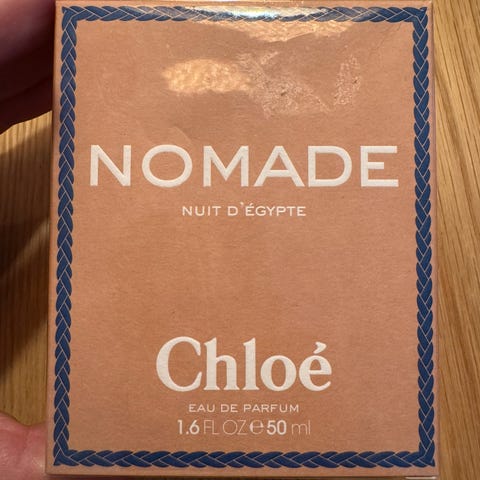 NOMADE
NUIT D'ÉGYPTE
Chloé
EAU DE PARFUM
1.6 FL OZ ℮ 50 ml